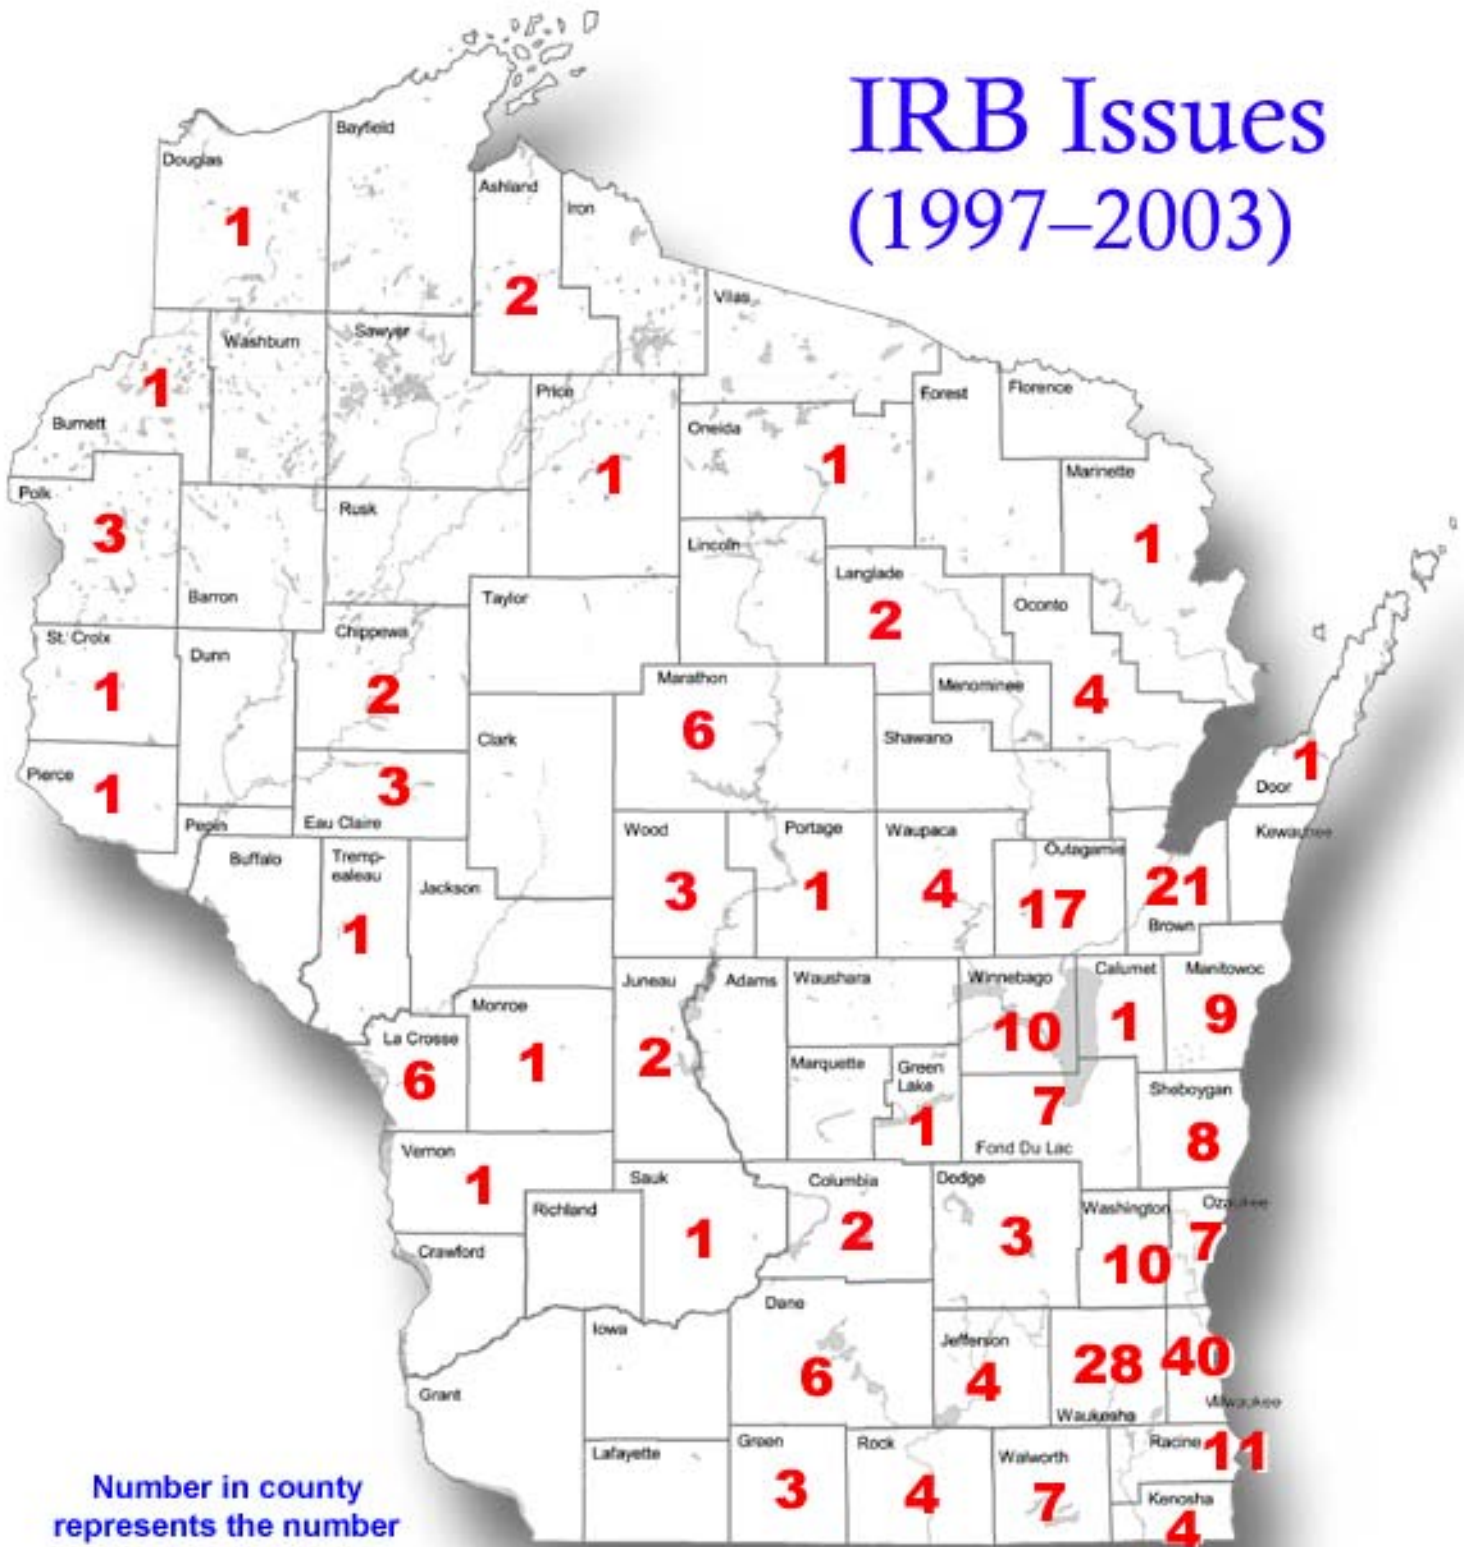 IRB Issues
(1997–2003)
Bayfield
Douglas
1
Ashland
Iron
2
Vilas
Washburn
Sawyer
1
Burnett
Price
1
Forest
Florence
Oneida
1
Marinette
1
Polk
3
Rusk
Barron
Lincoln
Langlade
2
Taylor
Oconto
4
St. Croix
1
Dunn
Chippewa
2
Marathon
6
Menominee
Clark
Shawano
Pierce
1
3
Eau Claire
Door
1
Pepin
Buffalo
Tremp-
ealeau
1
Jackson
Wood
3
Portage
1
Waupaca
4
Outagamie
17
21
Brown
Kewaunee
Juneau
2
Adams
Waushara
Winnebago
10
Calumet
1
Manitowoc
9
Monroe
1
La Crosse
6
Marquette
Green
Lake
1
7
Fond Du Lac
Sheboygan
8
Vernon
1
Richland
Sauk
1
Columbia
2
Dodge
3
Washington
10
Ozaukee
7
Crawford
Grant
Iowa
Dane
6
Jefferson
4
28
Waukesha
40
Milwaukee
Lafayette
Green
3
Rock
4
Walworth
7
Racine 11
Kenosha
4
Number in county
represents the number